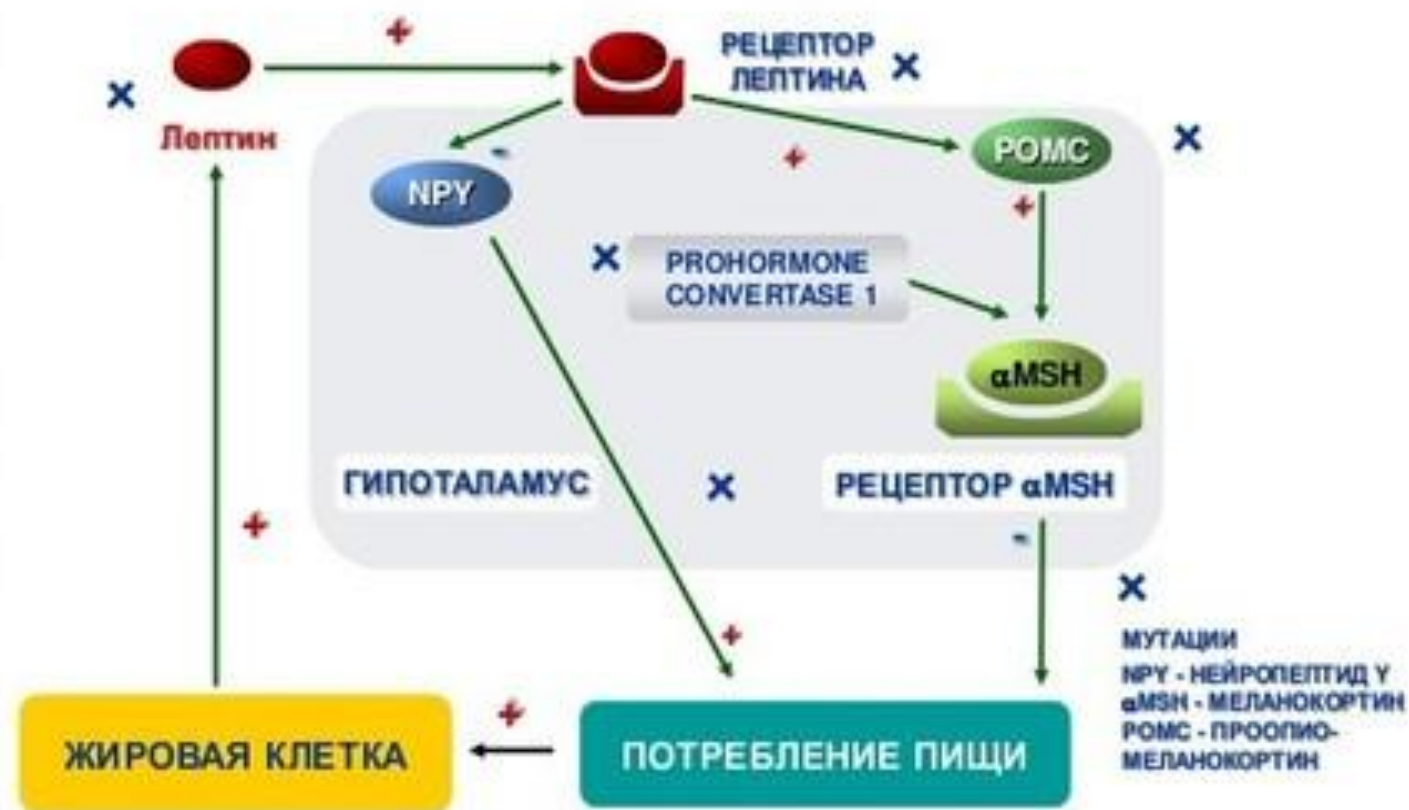 РЕЦЕПТОР
ЛЕПТИНА
Лептин
POMC
NPY
PROHORMONE
CONVERTASE 1
αMSH
ГИПОТАЛАМУС
РЕЦЕПТОР αMSH
МУТАЦИИ
NPY - НЕЙРОПЕПТИД Y
αMSH - МЕЛАНОКОРТИН
POMC - ПРООПИО-
МЕЛАНОКОРТИН
ЖИРОВАЯ КЛЕТКА
ПОТРЕБЛЕНИЕ ПИЩИ